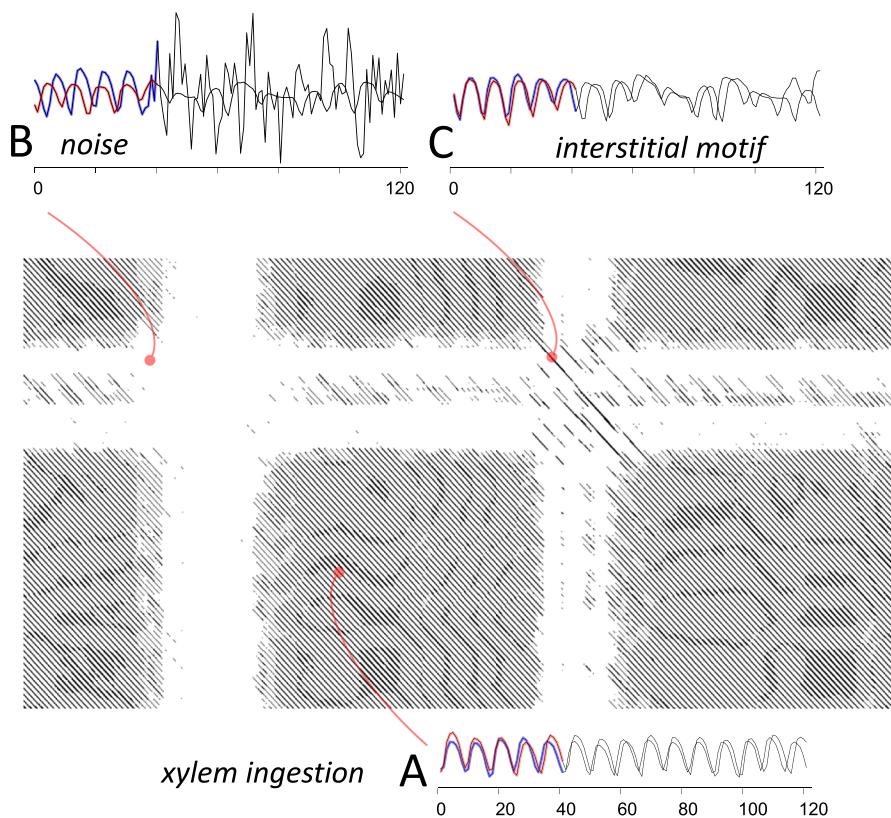 B noise
C interstitial motif
0 120
0 120
xylem ingestion A
0 20 40 60 80 100 120